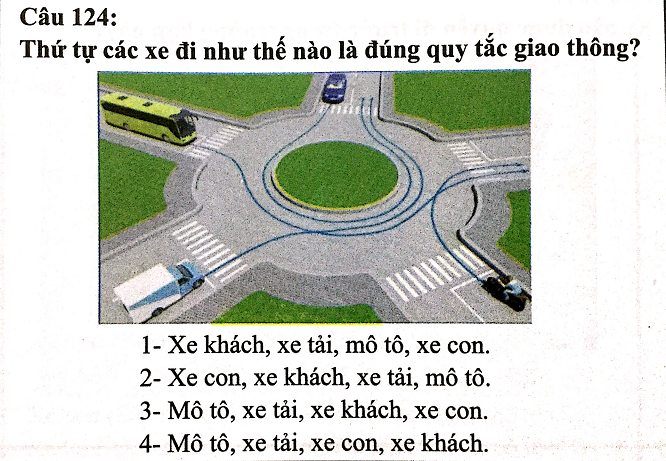 Câu 124:
Thứ tự các xe đi như thế nào là đúng quy tắc giao thông?
1- Xe khách, xe tải, mô tô, xe con.
2- Xe con, xe khách, xe tải, mô tô.
3- Mô tô, xe tải, xe khách, xe con.
4- Mô tô, xe tải, xe con, xe khách.